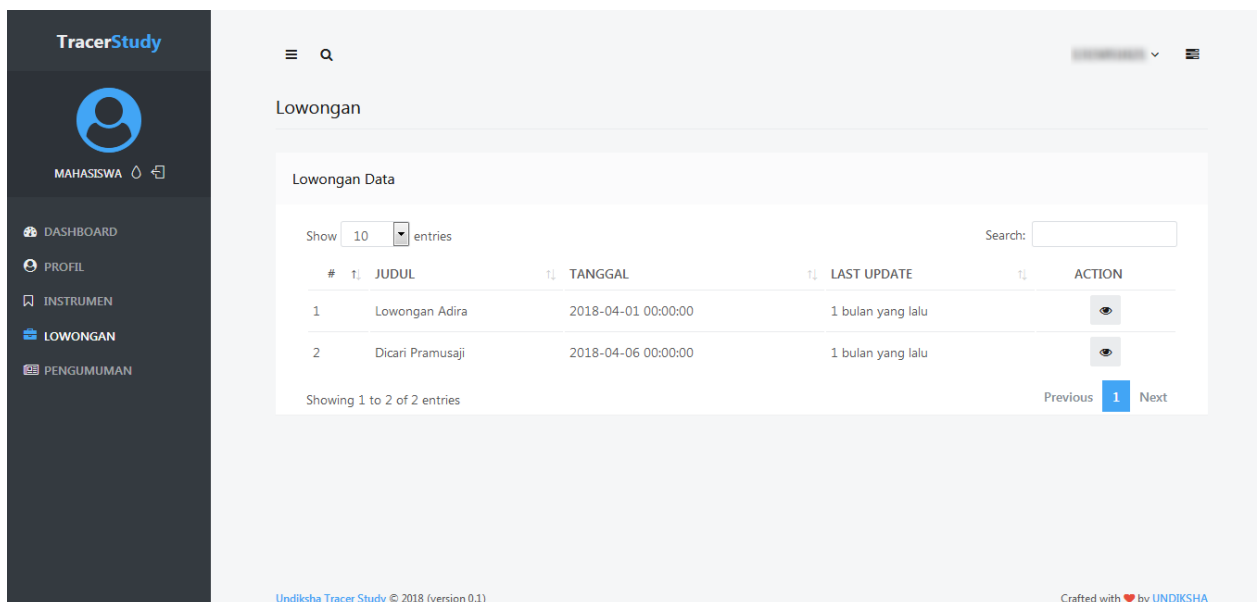 TracerStudy
MAHASISWA
DASHBOARD
PROFIL
INSTRUMEN
LOWONGAN
PENGUMUMAN
Lowongan
Lowongan Data
Show 10 entries Search:
# JUDUL TANGGAL LAST UPDATE ACTION
1 Lowongan Adira 2018-04-01 00:00:00 1 bulan yang lalu
2 Dicari Pramusaji 2018-04-06 00:00:00 1 bulan yang lalu
Showing 1 to 2 of 2 entries Previous 1 Next
Undiksha Tracer Study © 2018 (version 0.1) Crafted with ❤ by UNDIKSHA